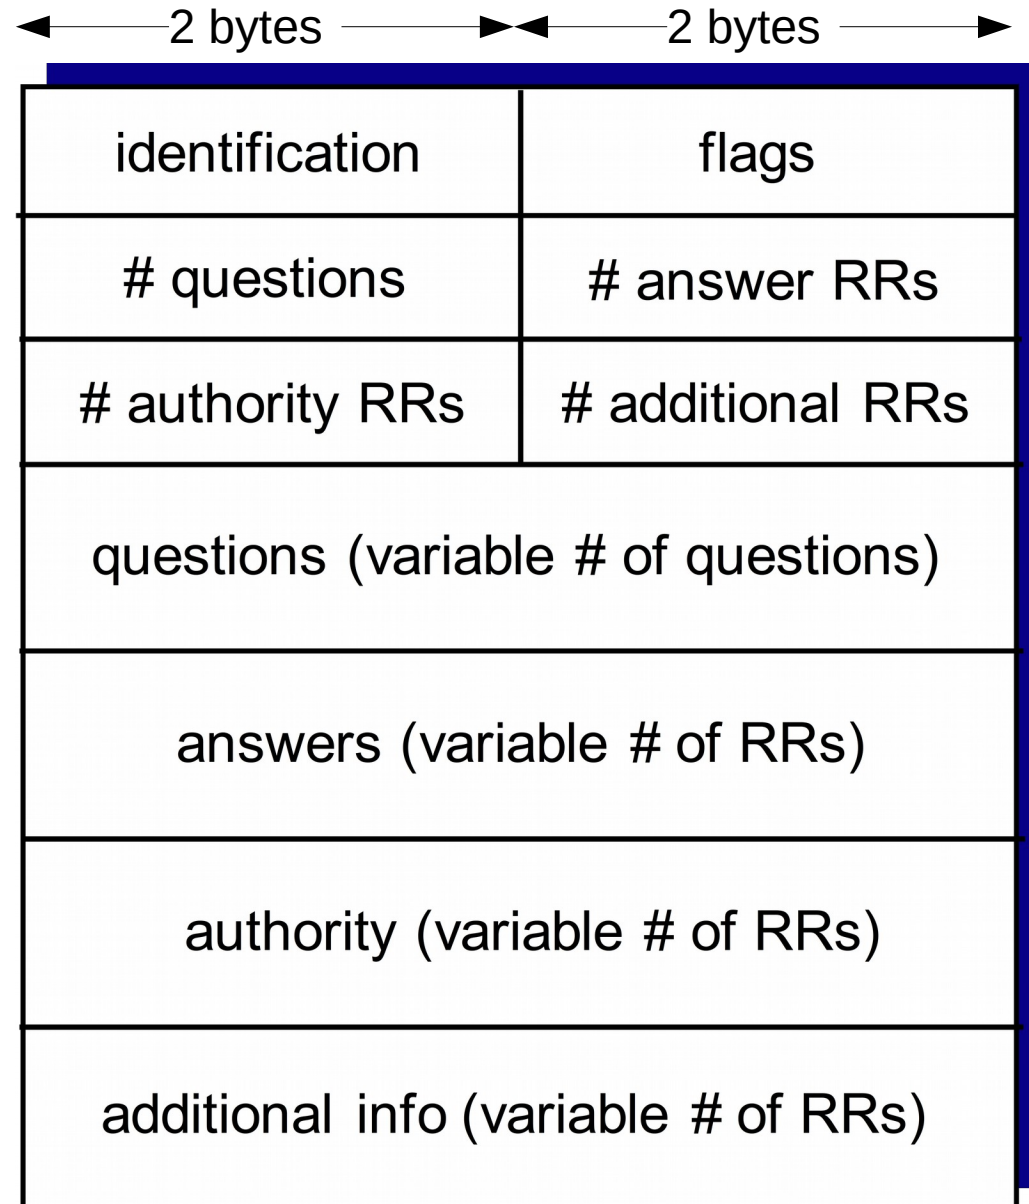 2 bytes 2 bytes
identification flags
# questions # answer RRs
# authority RRs # additional RRs
questions (variable # of questions)
answers (variable # of RRs)
authority (variable # of RRs)
additional info (variable # of RRs)